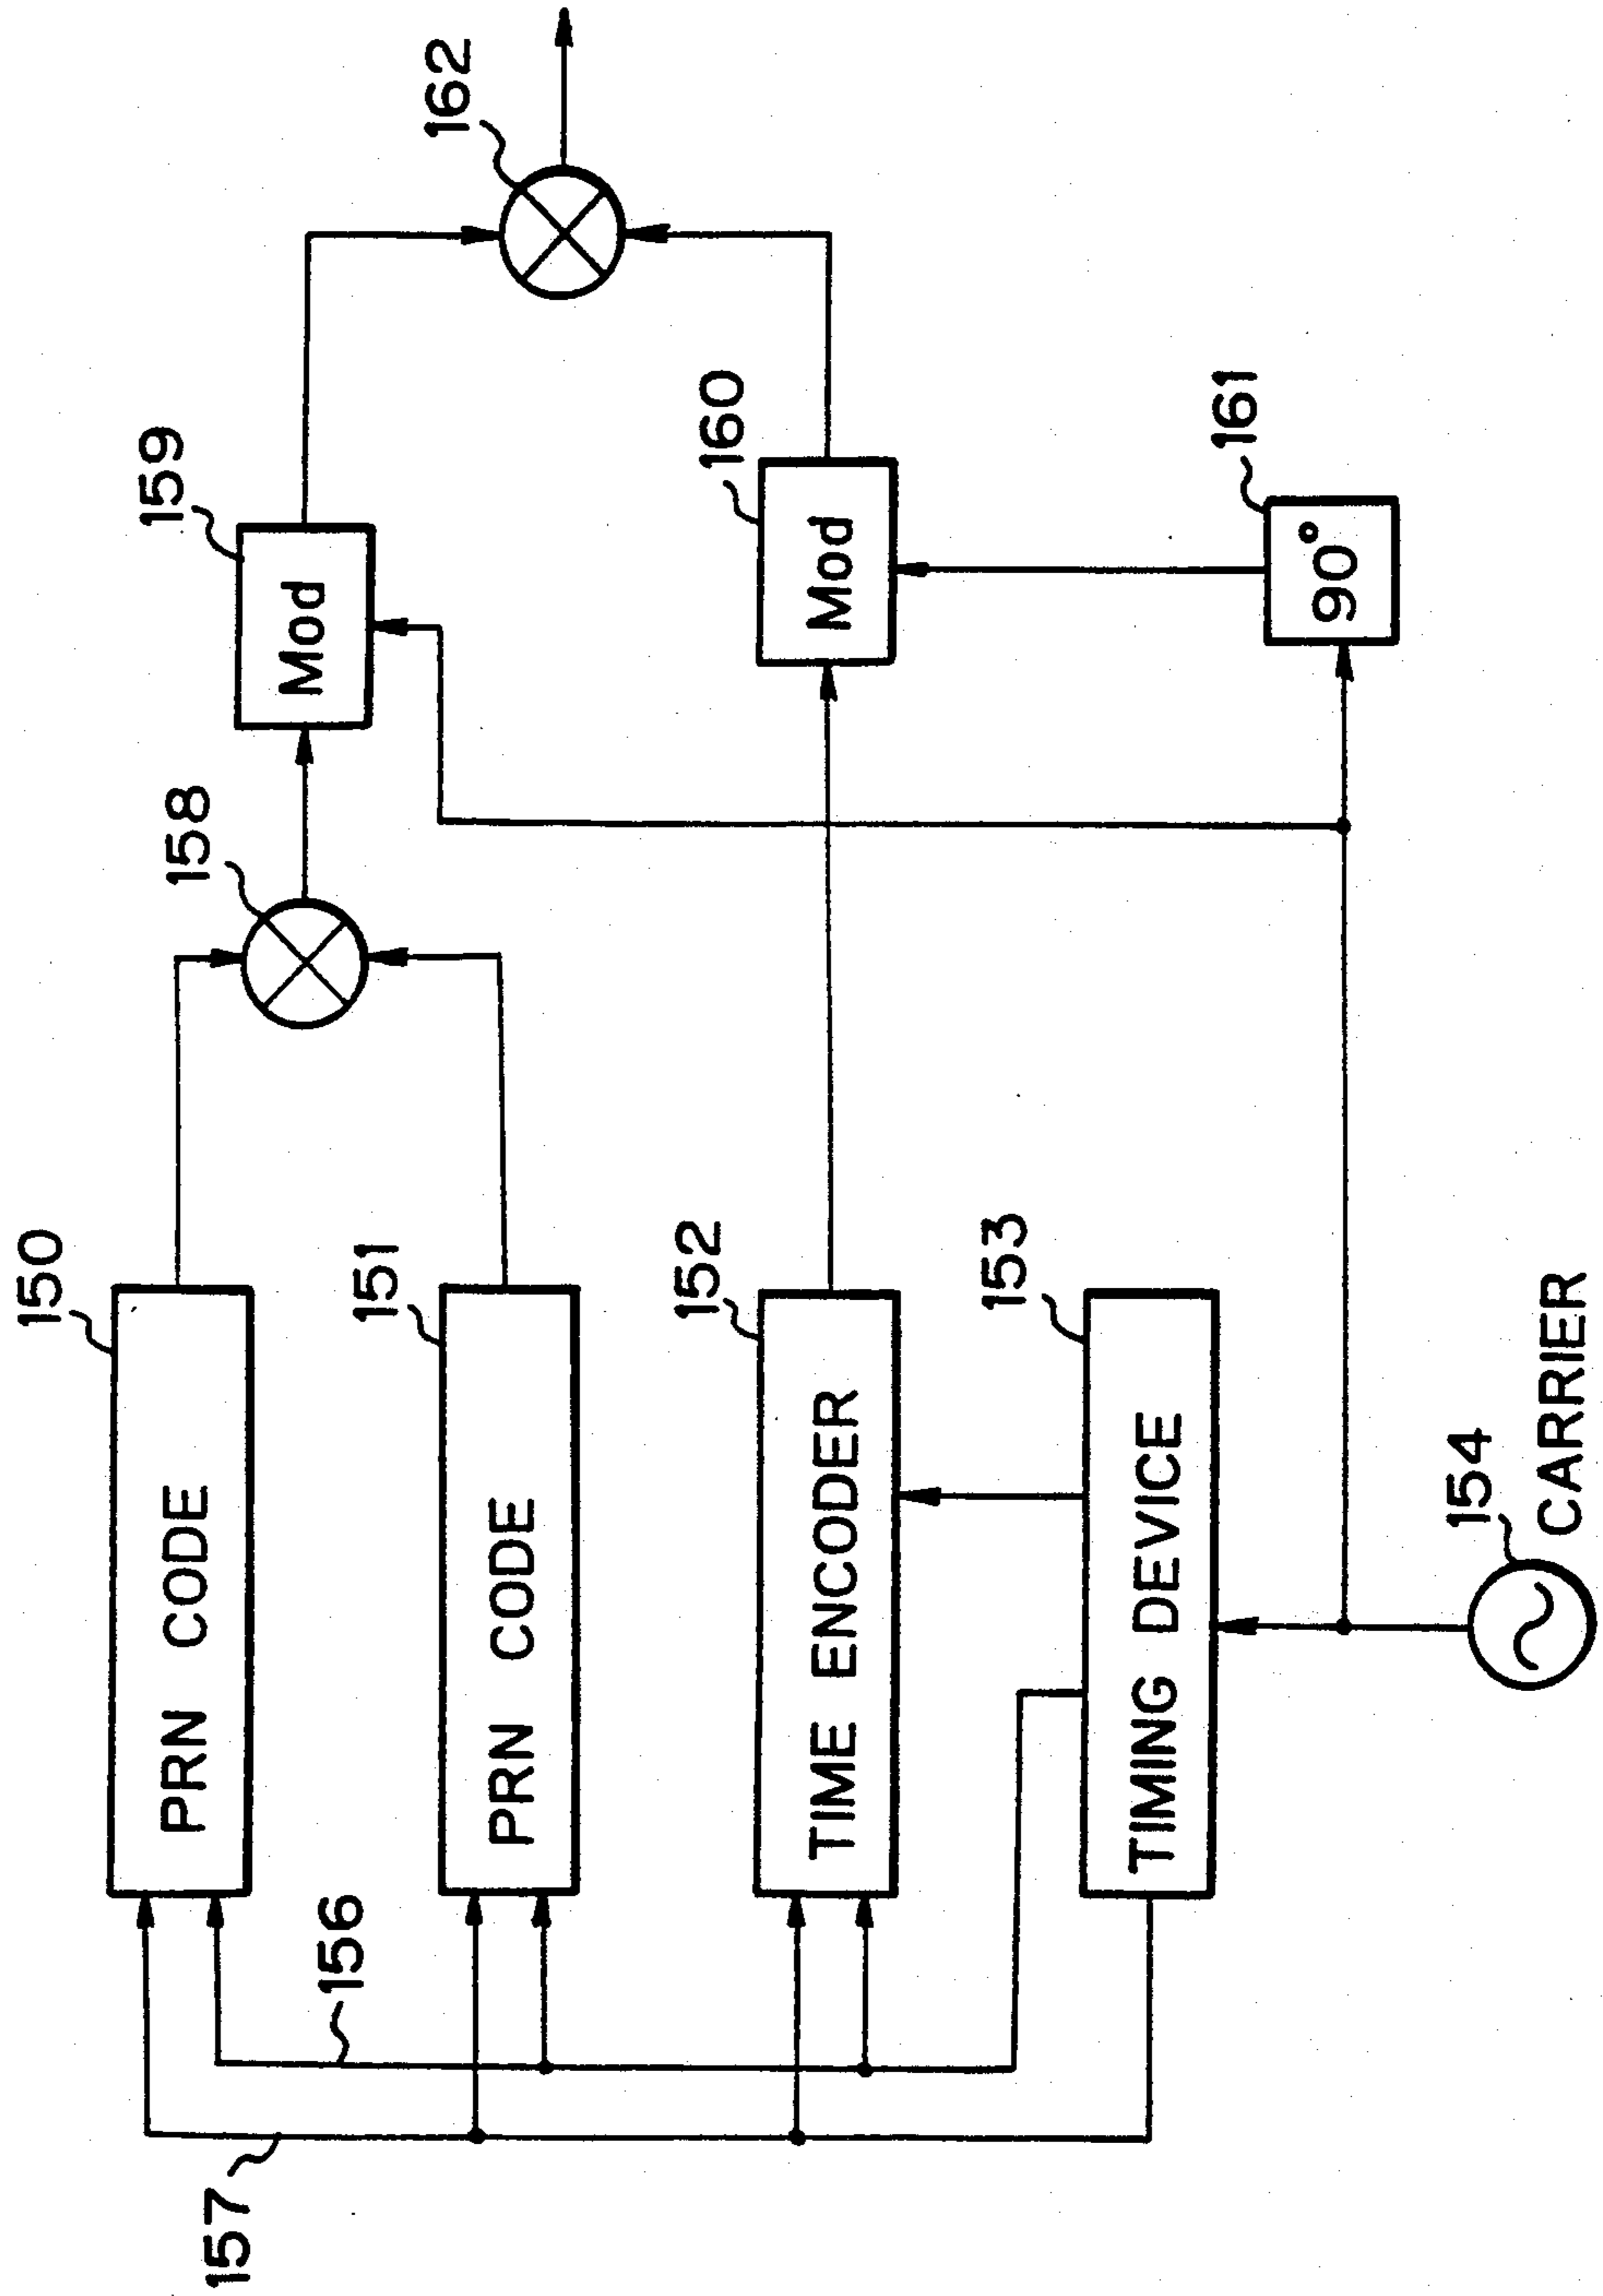 150
PRN CODE
158
159
Mod
162
156
157
151
PRN CODE
152
TIME ENCODER
160
Mod
153
TIMING DEVICE
161
90°
154
CARRIER